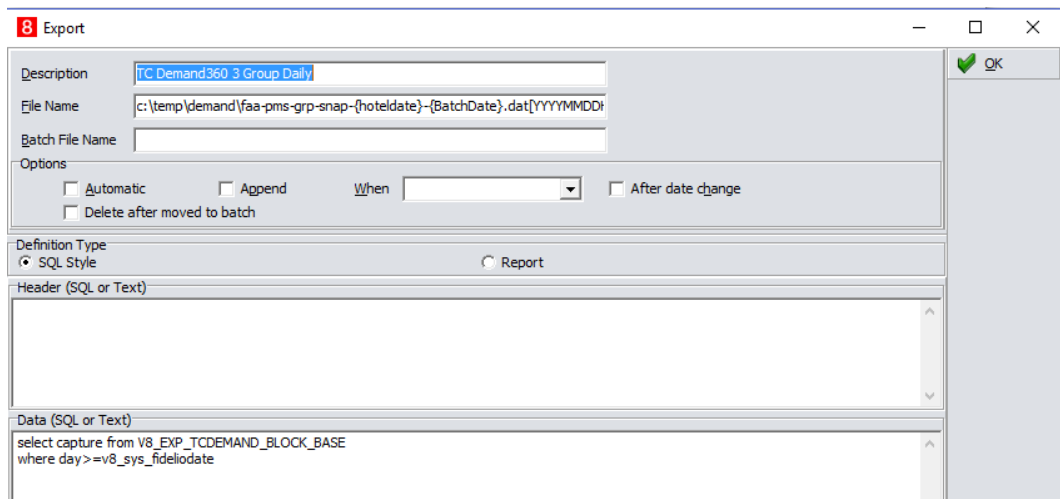 8 Export
Description TC Demand360 3 Group Daily
OK
File Name c:\temp\demand\faa-pms-grp-snap-{hoteldate}-{BatchDate}.dat[YYYYMMDDH
Batch File Name
Options
Automatic Append When After date change
Delete after moved to batch
Definition Type
SQL Style Report
Header (SQL or Text)
Data (SQL or Text)
select capture from V8_EXP_TCDEMAND_BLOCK_BASE
where day>=v8_sys_fideliodate